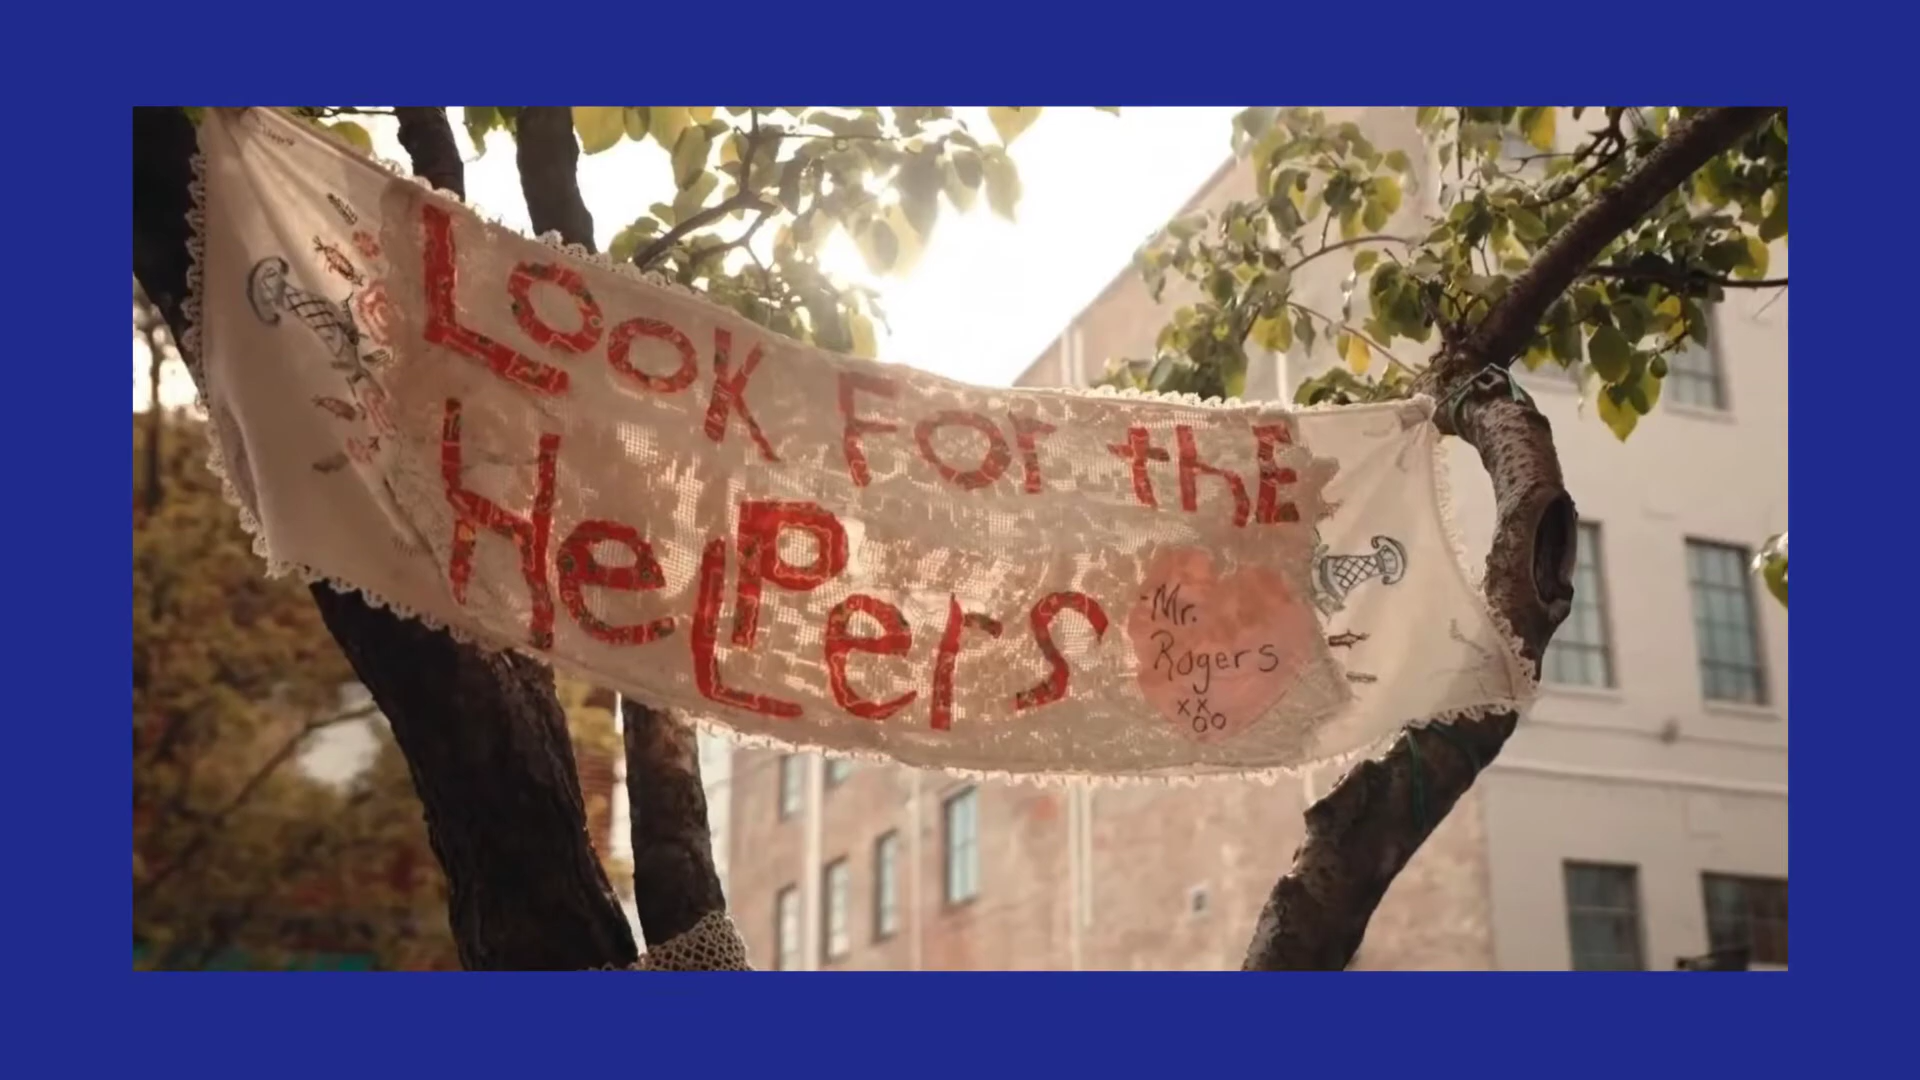 Look For the
HeLPers
-Mr.
Rogers
xx
oo